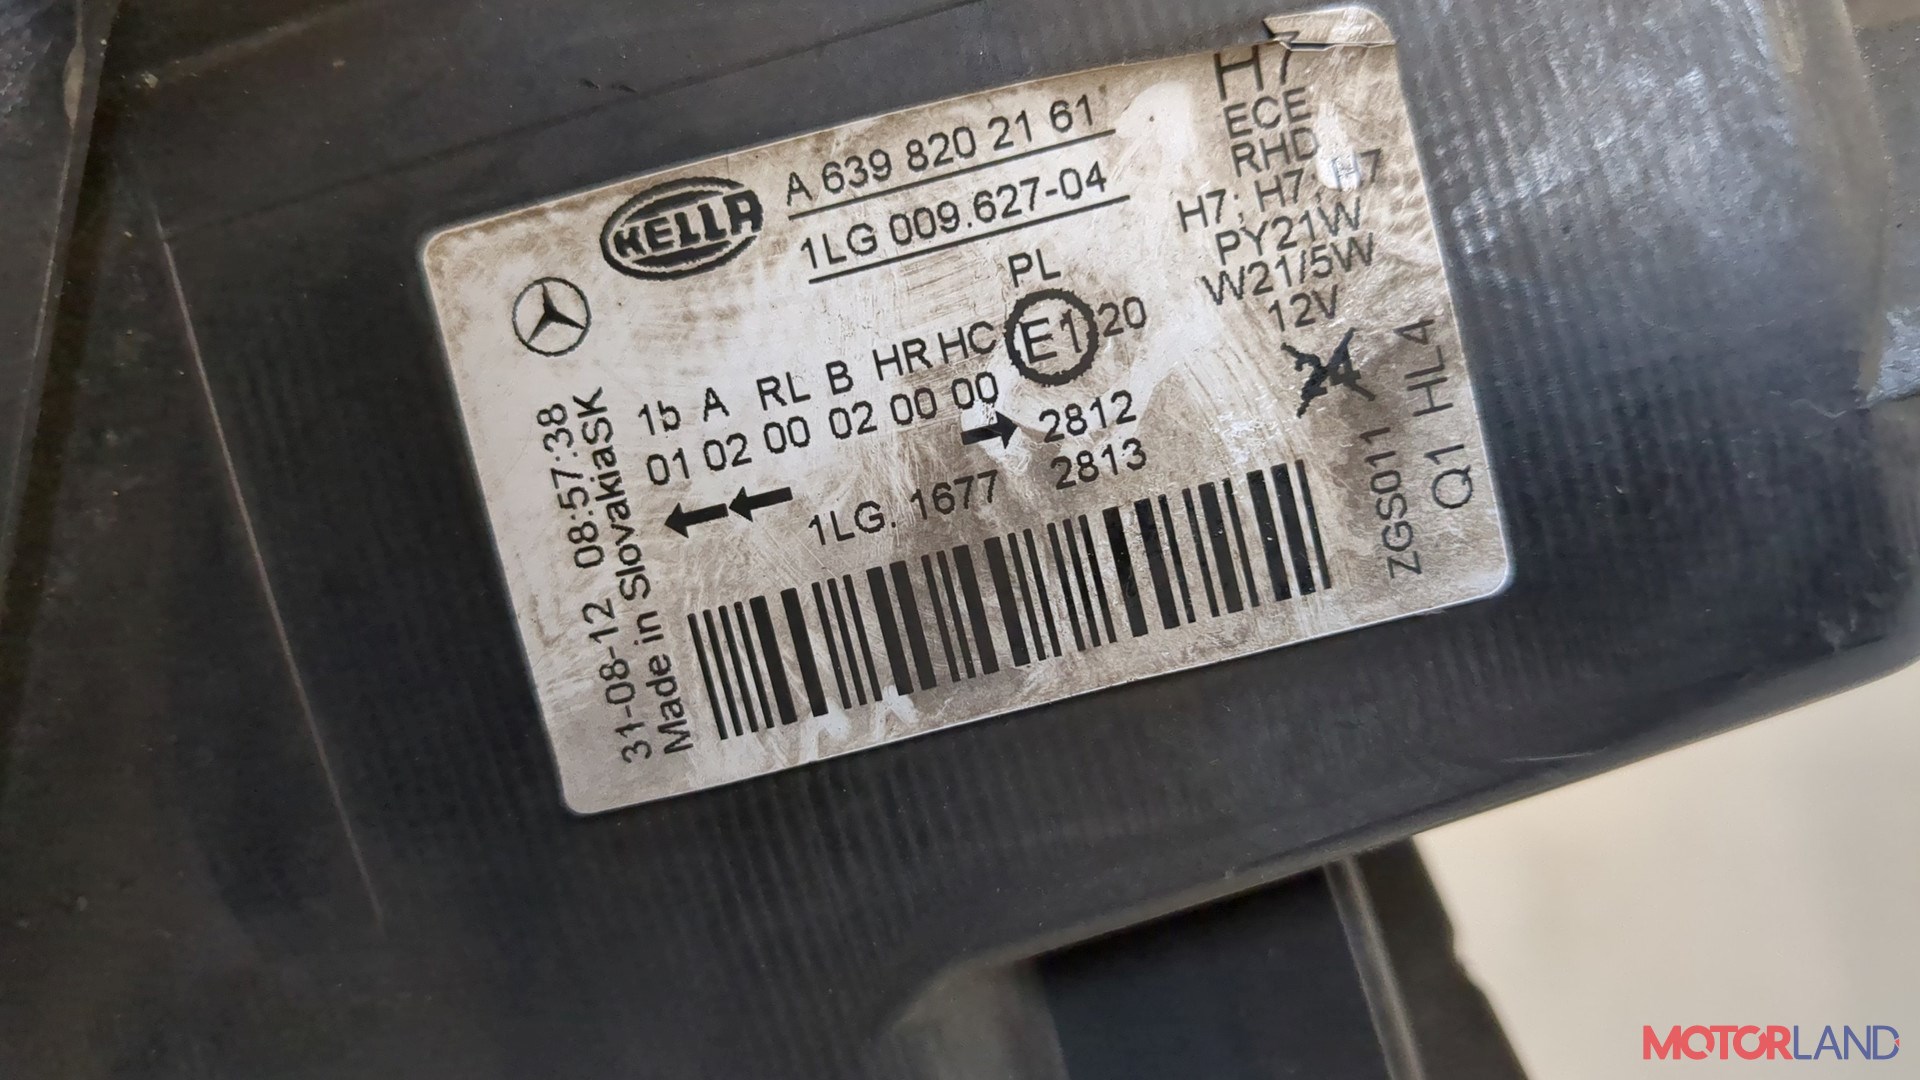 HELLA
A 639 820 21 61
1LG 009.627-04
PL
1b A RL B HR HC E1 20
01 02 00 02 00 00
2812
1LG. 1677 2813
H7
ECE
RHD
H7; H7; H7
PY21W
W21/5W
12V
24
31-08-12 08:57:38
Made in SlovakiaSK
ZGS011 HL4
Q1
MOTORLAND